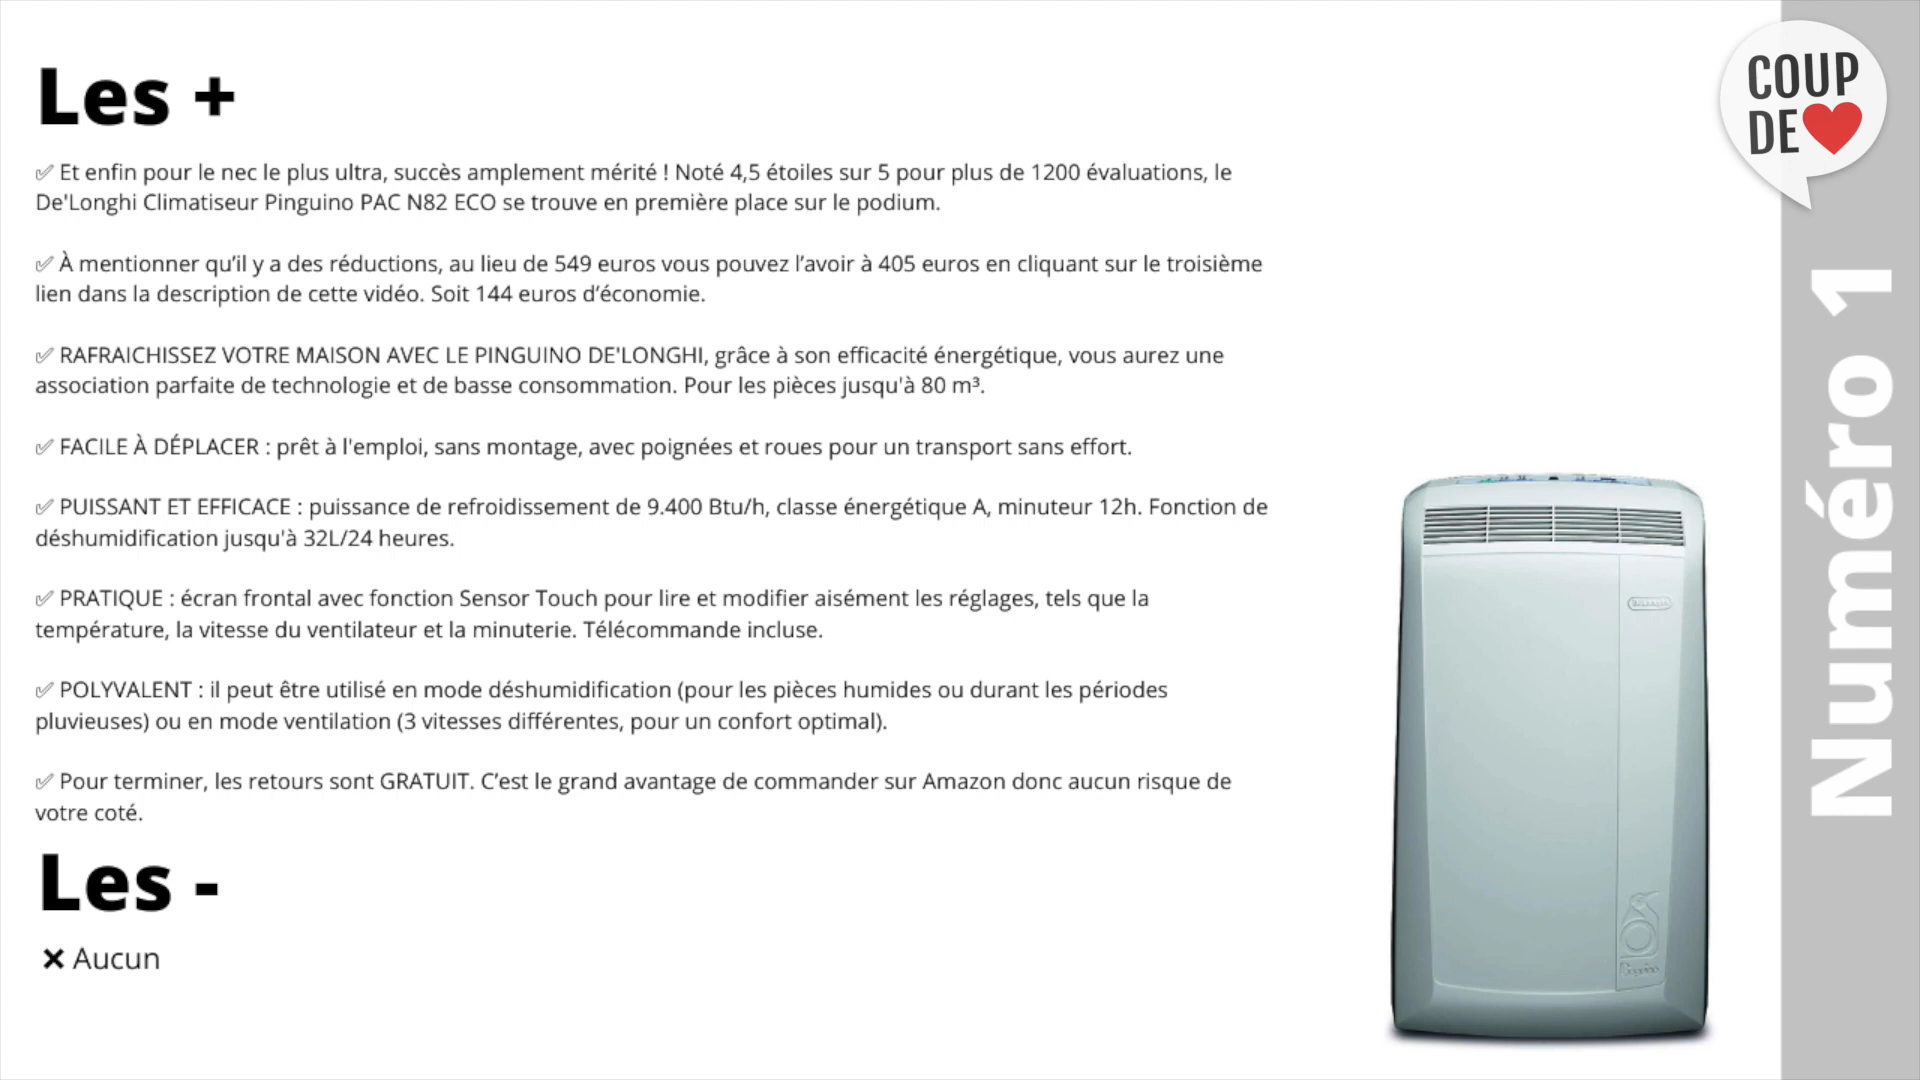 Les +
✅ Et enfin pour le nec le plus ultra, succès amplement mérité ! Noté 4,5 étoiles sur 5 pour plus de 1200 évaluations, le
De'Longhi Climatiseur Pinguino PAC N82 ECO se trouve en première place sur le podium.
✅ À mentionner qu’il y a des réductions, au lieu de 549 euros vous pouvez l’avoir à 405 euros en cliquant sur le troisième
lien dans la description de cette vidéo. Soit 144 euros d’économie.
✅ RAFRAICHISSEZ VOTRE MAISON AVEC LE PINGUINO DE'LONGHI, grâce à son efficacité énergétique, vous aurez une
association parfaite de technologie et de basse consommation. Pour les pièces jusqu'à 80 m³.
✅ FACILE À DÉPLACER : prêt à l'emploi, sans montage, avec poignées et roues pour un transport sans effort.
✅ PUISSANT ET EFFICACE : puissance de refroidissement de 9.400 Btu/h, classe énergétique A, minuteur 12h. Fonction de
déshumidification jusqu'à 32L/24 heures.
✅ PRATIQUE : écran frontal avec fonction Sensor Touch pour lire et modifier aisément les réglages, tels que la
température, la vitesse du ventilateur et la minuterie. Télécommande incluse.
✅ POLYVALENT : il peut être utilisé en mode déshumidification (pour les pièces humides ou durant les périodes
pluvieuses) ou en mode ventilation (3 vitesses différentes, pour un confort optimal).
✅ Pour terminer, les retours sont GRATUIT. C’est le grand avantage de commander sur Amazon donc aucun risque de
votre coté.
Les -
❌ Aucun
COUP
DE
Numéro 1
DeLonghi